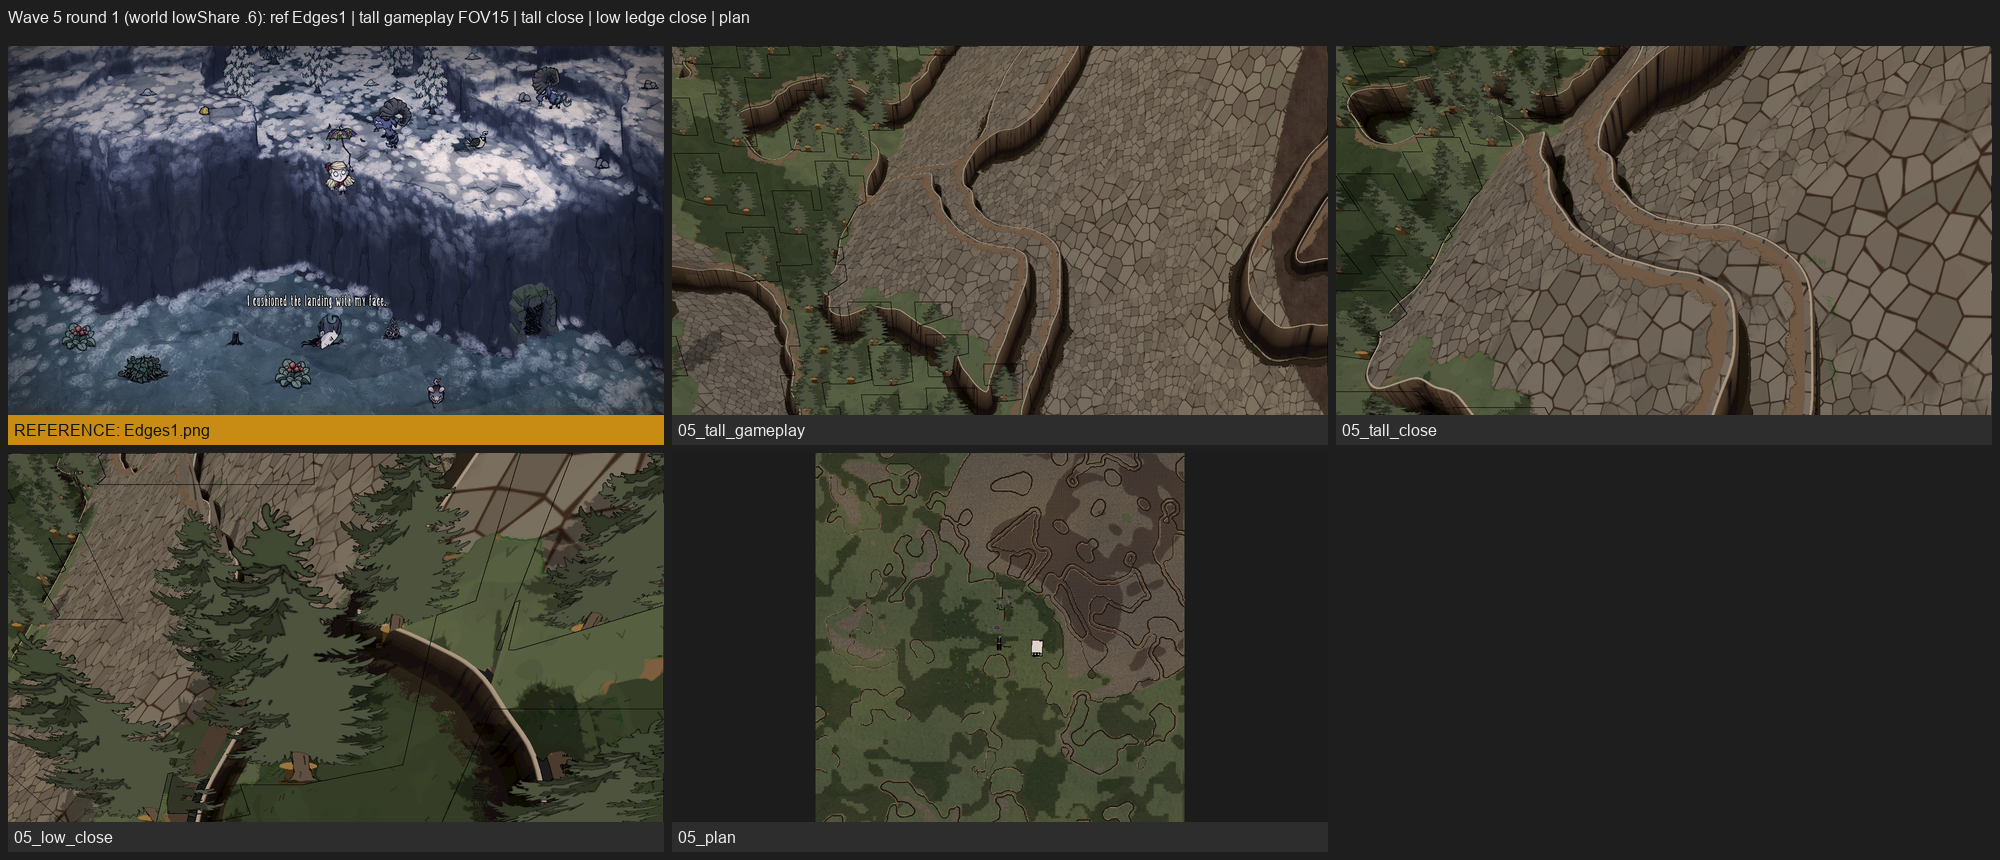 Wave 5 round 1 (world lowShare .6): ref Edges1 | tall gameplay FOV15 | tall close | low ledge close | plan
I cushioned the landing with my face.
REFERENCE: Edges1.png
05_tall_gameplay
05_tall_close
05_low_close
05_plan